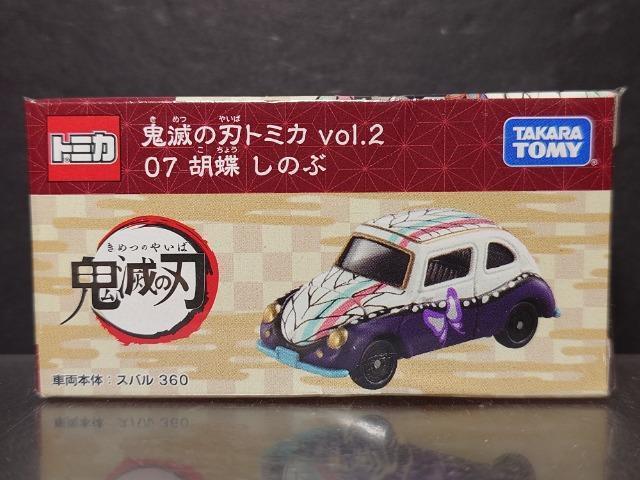 トミカ
鬼滅の刃トミカ vol.2
き めつ やいば
07 胡蝶 しのぶ
こ ちょう
TAKARA
TOMY
きめつのやいば
鬼滅の刃
車両本体：スバル 360